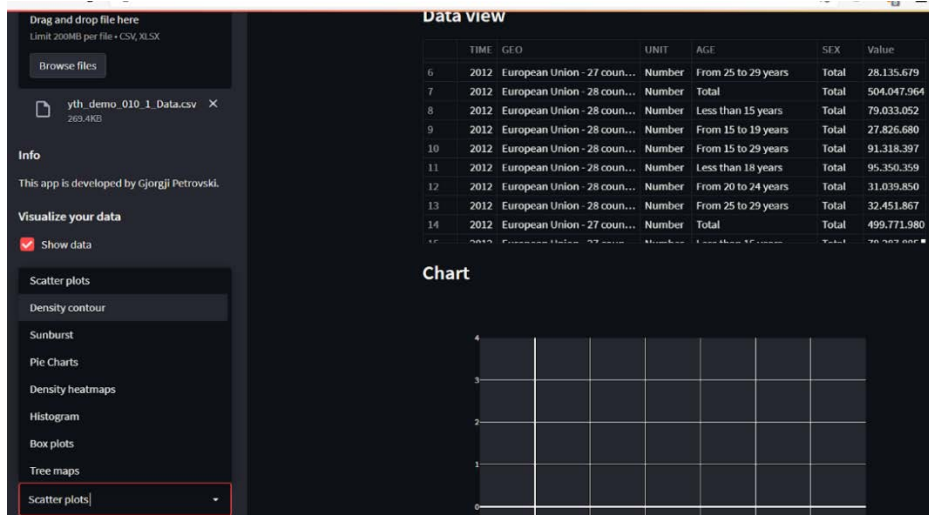 Drag and drop file here
Limit 200MB per file • CSV, XLSX
Browse files
yth_demo_010_1_Data.csv
269.4KB
Info
This app is developed by Gjorgji Petrovski.
Visualize your data
Show data
Scatter plots
Density contour
Sunburst
Pie Charts
Density heatmaps
Histogram
Box plots
Tree maps
Scatter plots
Data view
TIME GEO UNIT AGE SEX Value
6 2012 European Union - 27 coun... Number From 25 to 29 years Total 28.135.679
7 2012 European Union - 28 coun... Number Total Total 504.047.964
8 2012 European Union - 28 coun... Number Less than 15 years Total 79.033.052
9 2012 European Union - 28 coun... Number From 15 to 19 years Total 27.826.680
10 2012 European Union - 28 coun... Number From 15 to 29 years Total 91.318.397
11 2012 European Union - 28 coun... Number Less than 18 years Total 95.350.359
12 2012 European Union - 28 coun... Number From 20 to 24 years Total 31.039.850
13 2012 European Union - 28 coun... Number From 25 to 29 years Total 32.451.867
14 2012 European Union - 27 coun... Number Total Total 499.771.980
Chart
4
3
2
1
0